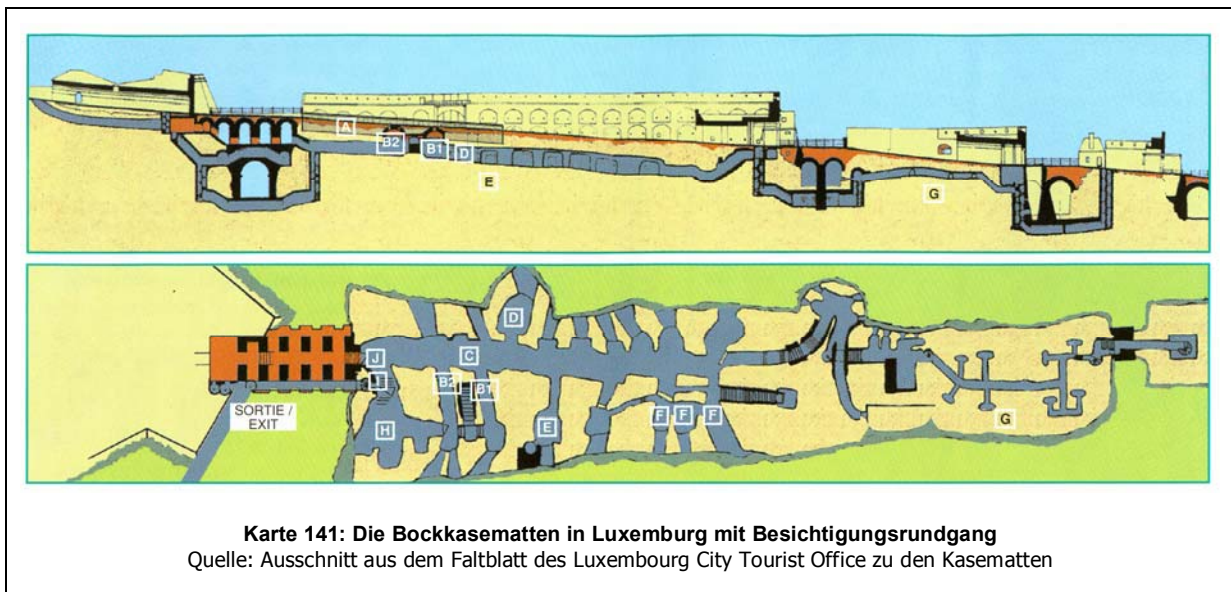 A
B2
B1
D
E
G
D
J
C
I
B2
B1
SORTIE /
EXIT
H
E
F
F
F
G
Karte 141: Die Bockkasematten in Luxemburg mit Besichtigungsrundgang
Quelle: Ausschnitt aus dem Faltblatt des Luxembourg City Tourist Office zu den Kasematten